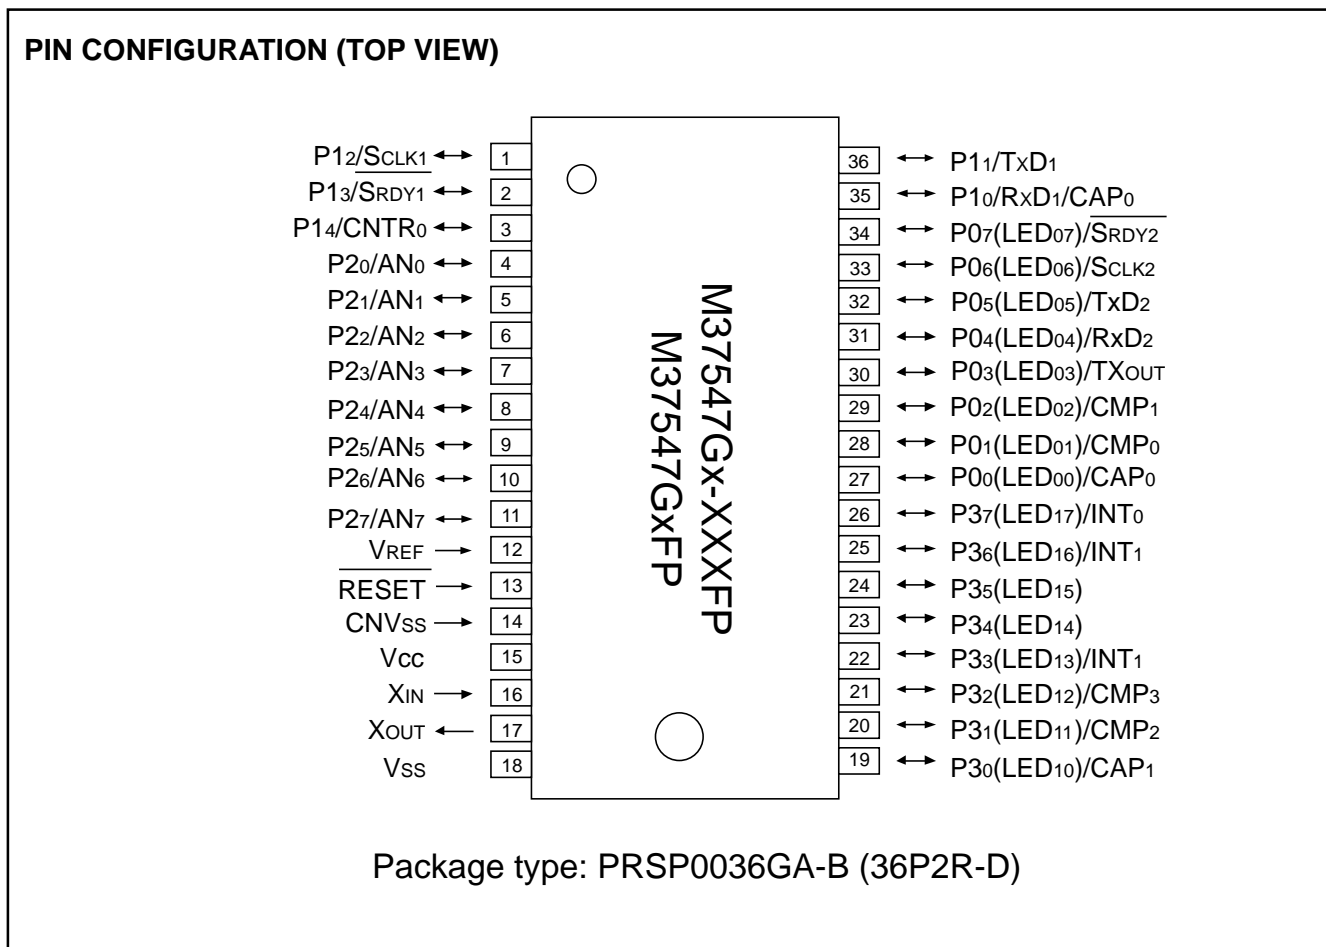 PIN CONFIGURATION (TOP VIEW)
P12/SCLK1
P13/SRDY1
P14/CNTR0
P20/AN0
P21/AN1
P22/AN2
P23/AN3
P24/AN4
P25/AN5
P26/AN6
P27/AN7
VREF
RESET
CNVSS
Vcc
XIN
XOUT
VSS
1
2
3
4
5
6
7
8
9
10
11
12
13
14
15
16
17
18
M37547Gx-XXXFP
M37547GxFP
36
35
34
33
32
31
30
29
28
27
26
25
24
23
22
21
20
19
P11/TXD1
P10/RXD1/CAP0
P07(LED07)/SRDY2
P06(LED06)/SCLK2
P05(LED05)/TxD2
P04(LED04)/RxD2
P03(LED03)/TXOUT
P02(LED02)/CMP1
P01(LED01)/CMP0
P00(LED00)/CAP0
P37(LED17)/INT0
P36(LED16)/INT1
P35(LED15)
P34(LED14)
P33(LED13)/INT1
P32(LED12)/CMP3
P31(LED11)/CMP2
P30(LED10)/CAP1
Package type: PRSP0036GA-B (36P2R-D)